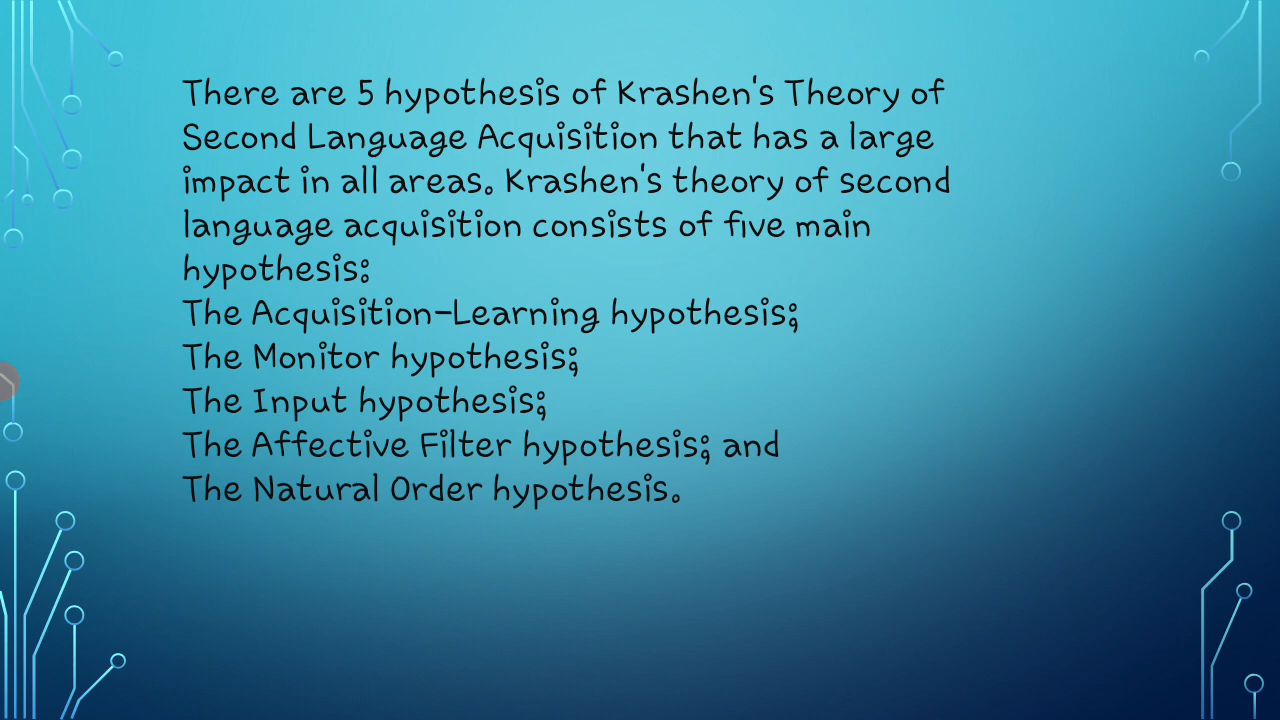 There are 5 hypothesis of Krashen's Theory of
Second Language Acquisition that has a large
impact in all areas. Krashen's theory of second
language acquisition consists of five main
hypothesis:
The Acquisition-Learning hypothesis;
The Monitor hypothesis;
The Input hypothesis;
The Affective Filter hypothesis; and
The Natural Order hypothesis.